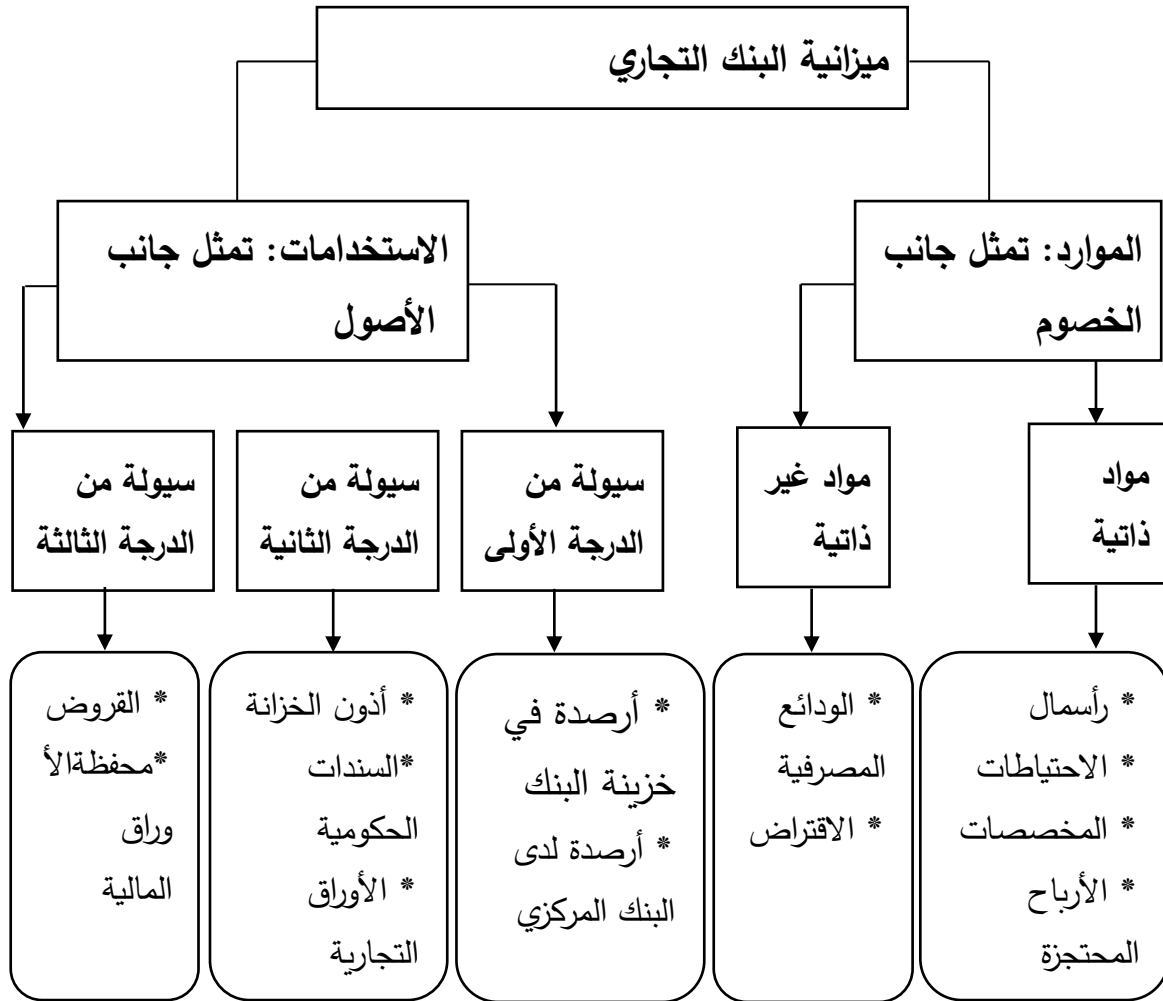 ميزانية البنك التجاري
الموارد: تمثل جانب
الخصوم
الاستخدامات: تمثل جانب
الأصول
مواد
ذاتية
مواد غير
ذاتية
سيولة من
الدرجة الأولى
سيولة من
الدرجة الثانية
سيولة من
الدرجة الثالثة
* رأسمال
* الاحتياطات
* المخصصات
* الأرباح
المحتجزة
* الودائع
المصرفية
* الاقتراض
* أرصدة في
خزينة البنك
* أرصدة لدى
البنك المركزي
* أذون الخزانة
*السندات
الحكومية
* الأوراق
التجارية
* القروض
*محفظةالأ
وراق
المالية